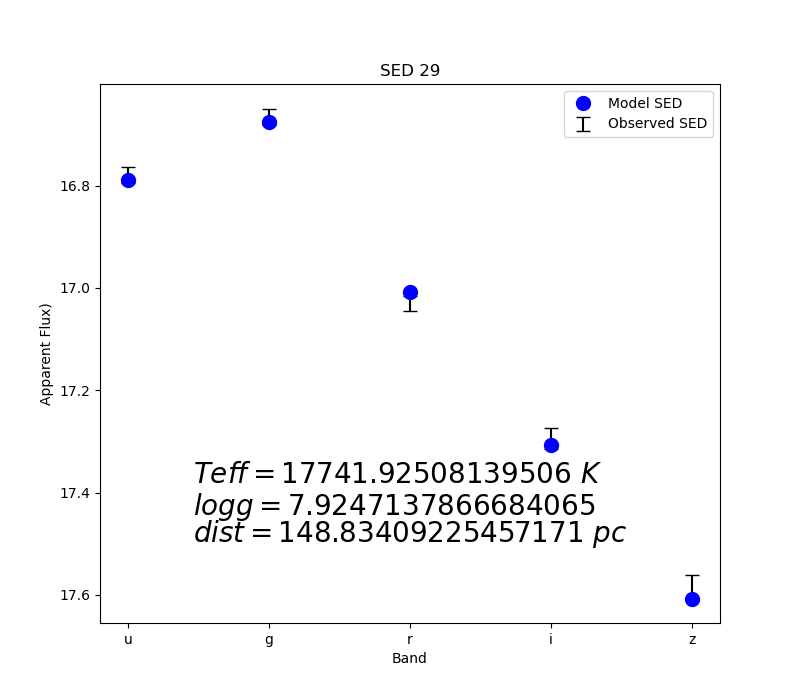 SED 29
Model SED
Observed SED
16.8
17.0
17.2
17.4
17.6
Apparent Flux)
Teff = 17741.92508139506 K
logg = 7.9247137866684065
dist = 148.83409225457171 pc
u g r i z
Band